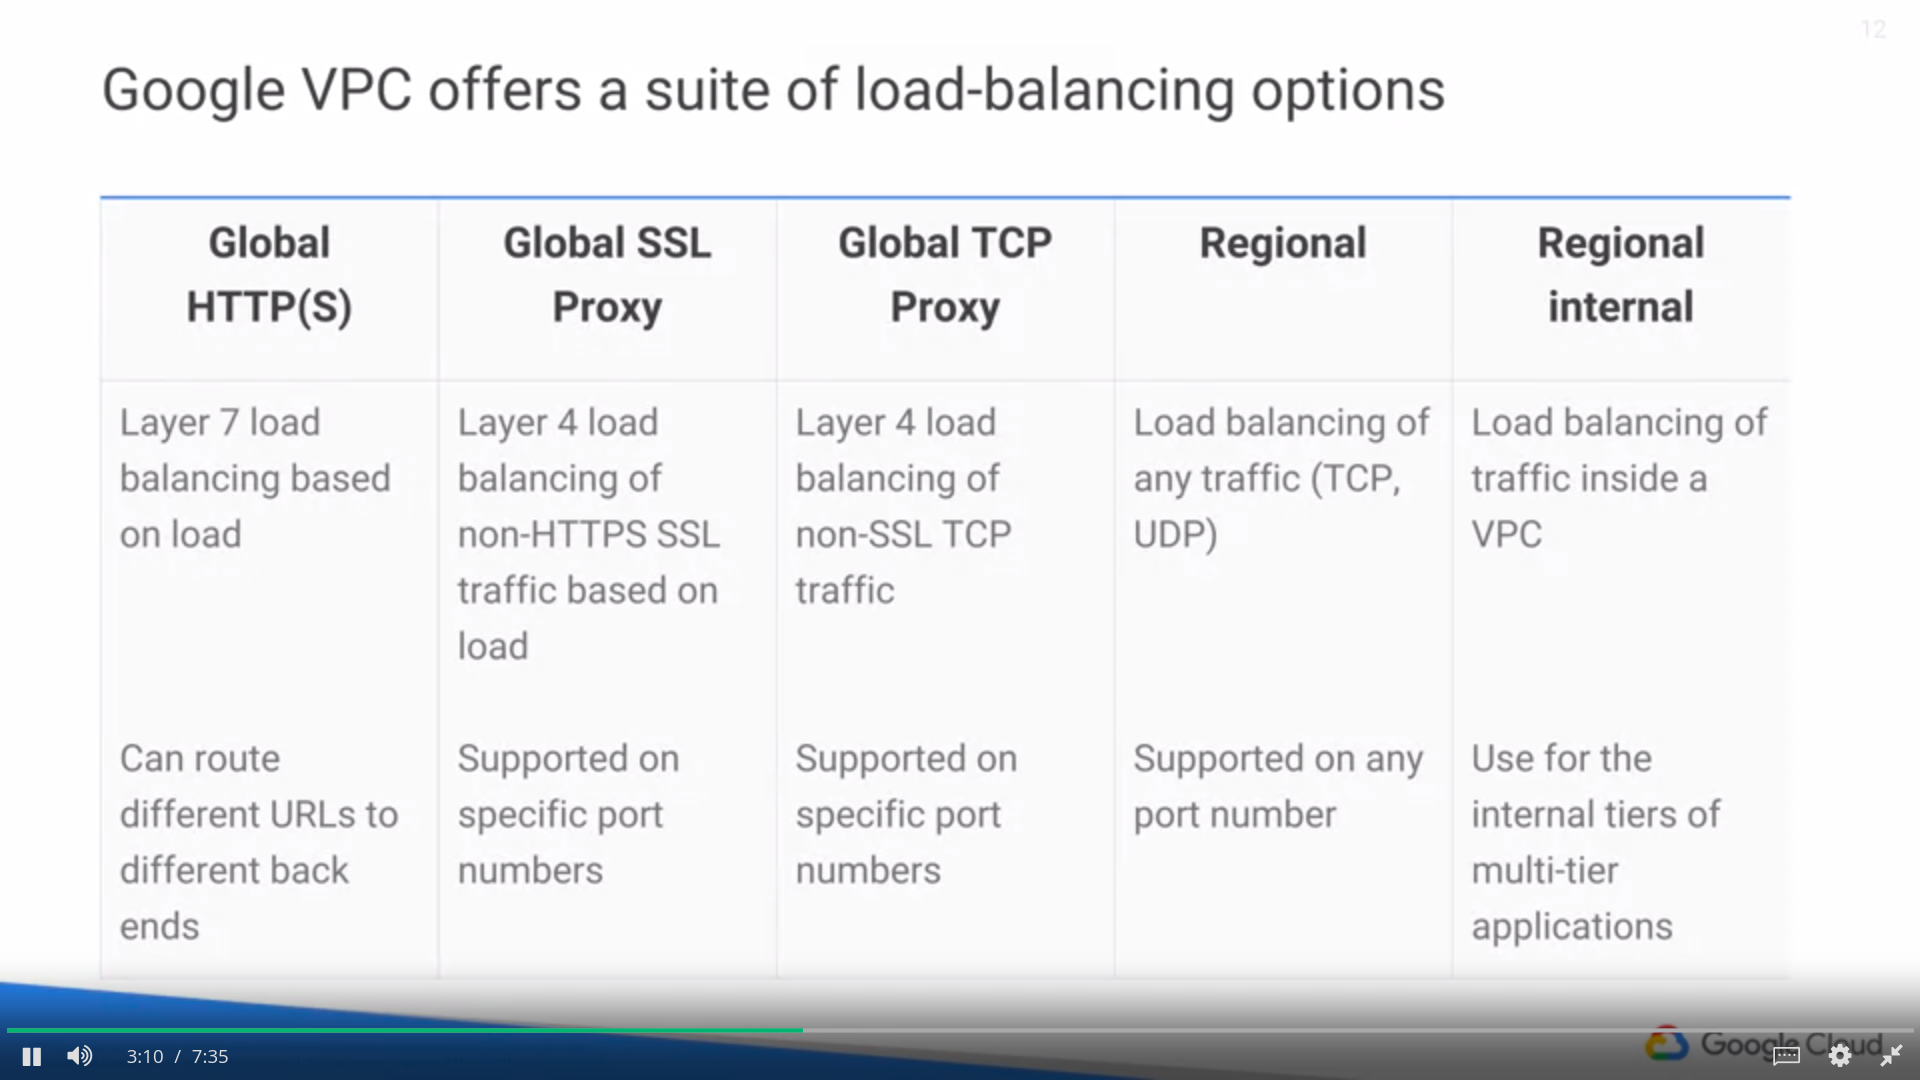 12
Google VPC offers a suite of load-balancing options
Global
HTTP(S)
Global SSL
Proxy
Global TCP
Proxy
Regional
Regional
internal
Layer 7 load
balancing based
on load
Layer 4 load
balancing of
non-HTTPS SSL
traffic based on
load
Layer 4 load
balancing of
non-SSL TCP
traffic
Load balancing of
any traffic (TCP,
UDP)
Load balancing of
traffic inside a
VPC
Can route
different URLs to
different back
ends
Supported on
specific port
numbers
Supported on
specific port
numbers
Supported on any
port number
Use for the
internal tiers of
multi-tier
applications
3:10 / 7:35
Google Cloud